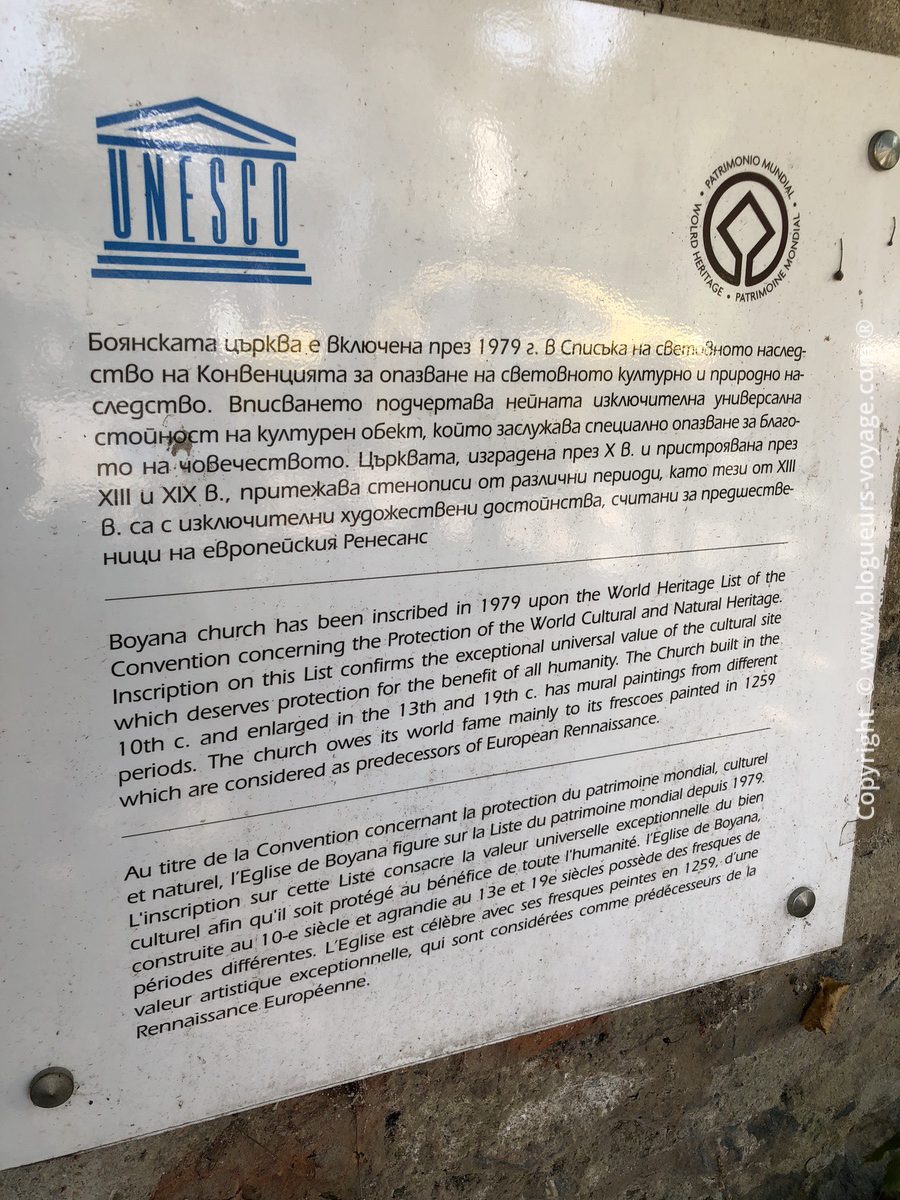 UNESCO
PATRIMONIO MUNDIAL • WOLRD HERITAGE • PATRIMOINE MONDIAL •
Боянската църква е включена през 1979 г. в Списъка на световното наслед-
ство на Конвенцията за опазване на световното културно и природно на-
следство. Вписването подчертава нейната изключителна универсална
стойност на културен обект, който заслужава специално опазване за благо-
то на човечеството. Църквата, изградена през X в. и пристроявана през
XIII и XIX в., притежава стенописи от различни периоди, като тези от XIII
в. са с изключителни художествени достойнства, считани за предшестве-
ници на европейския Ренесанс
Boyana church has been inscribed in 1979 upon the World Heritage List of the
Convention concerning the Protection of the World Cultural and Natural Heritage.
Inscription on this List confirms the exceptional universal value of the cultural site
which deserves protection for the benefit of all humanity. The Church built in the
10th c. and enlarged in the 13th and 19th c. has mural paintings from different
periods. The church owes its world fame mainly to its frescoes painted in 1259
which are considered as predecessors of European Rennaissance.
Au titre de la Convention concernant la protection du patrimoine mondial, culturel
et naturel, l'Eglise de Boyana figure sur la Liste du patrimoine mondial depuis 1979.
L'inscription sur cette Liste consacre la valeur universelle exceptionnelle du bien
culturel afin qu'il soit protégé au bénéfice de toute l'humanité. l'Eglise de Boyana,
construite au 10-e siècle et agrandie au 13e et 19e siècles possède des fresques de
périodes différentes. L'Eglise est célèbre avec ses fresques peintes en 1259, d'une
valeur artistique exceptionnelle, qui sont considérées comme prédécesseurs de la
Rennaissance Européenne.
Copyright © www.blogueurs-voyage.com®